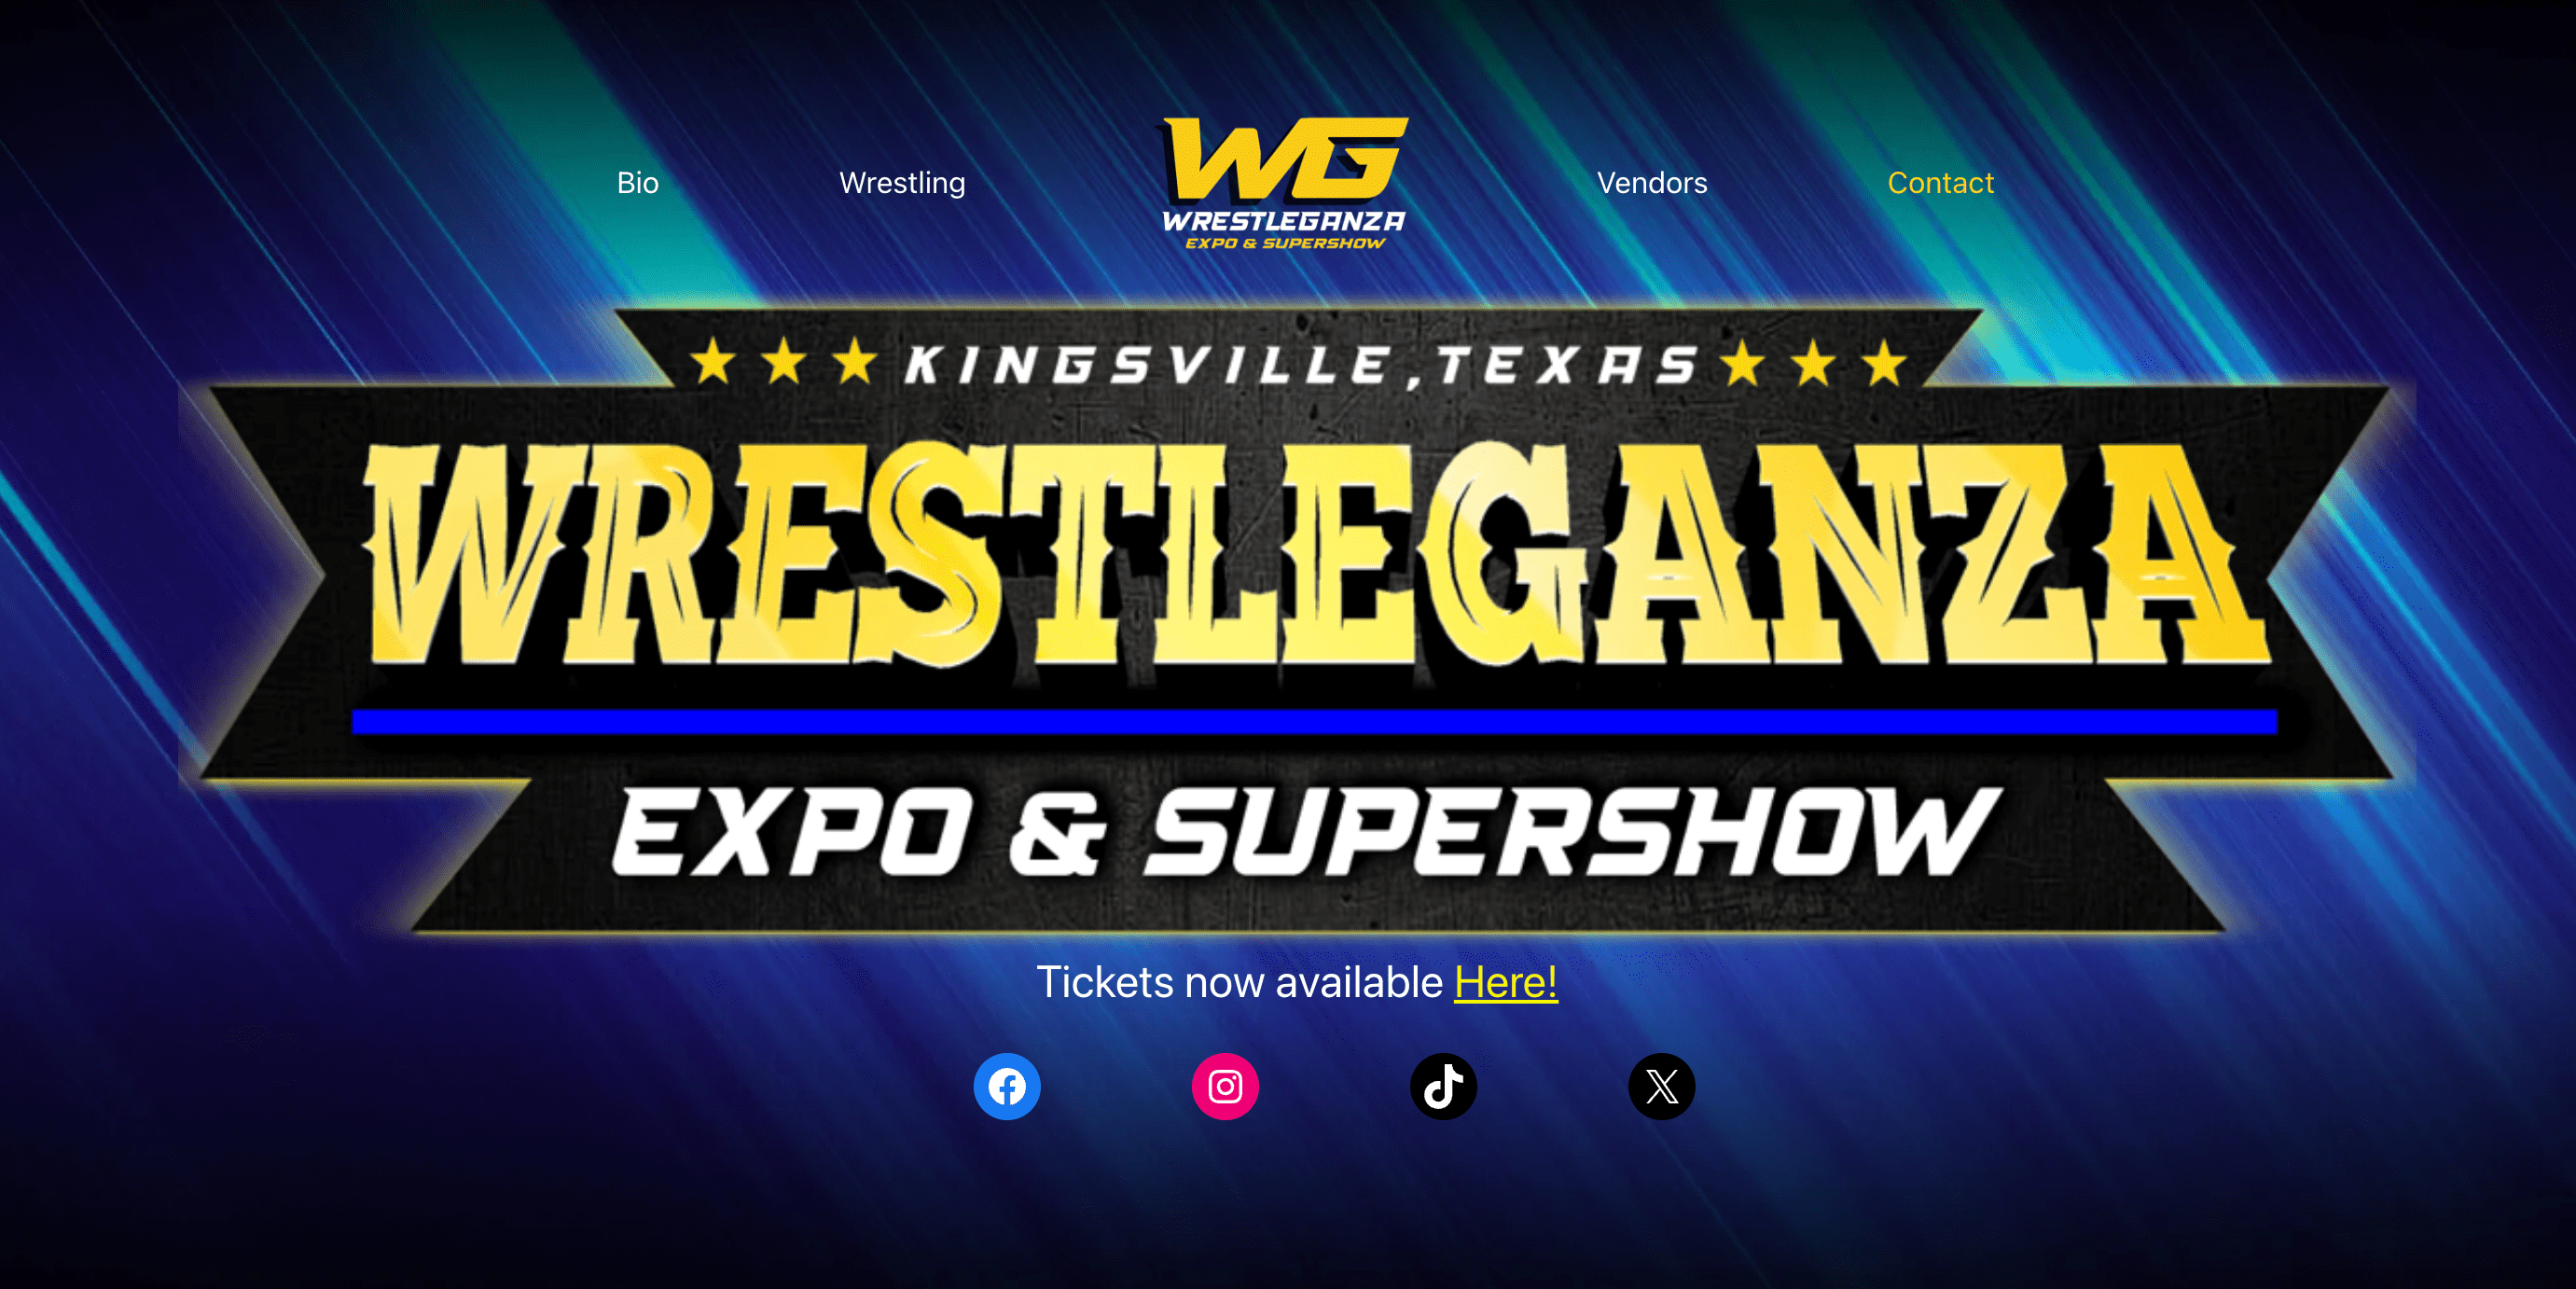 Bio
Wrestling
WG
WRESTLEGANZA
EXPO & SUPERSHOW
Vendors
Contact
KINGSVILLE, TEXAS
WRESTLEGANZA
EXPO & SUPERSHOW
Tickets now available Here!